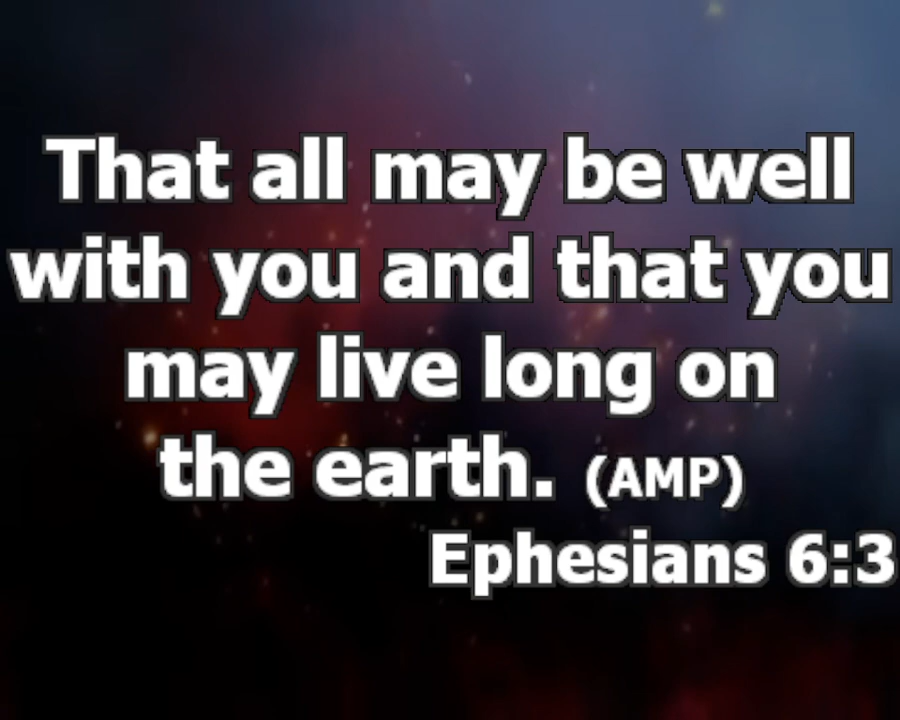 That all may be well
with you and that you
may live long on
the earth. (AMP)
Ephesians 6:3